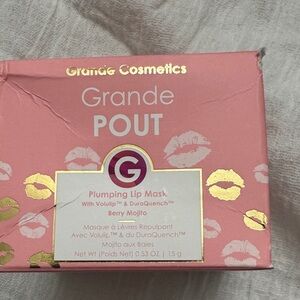 Grande Cosmetics
Grande
POUT
G
Plumping Lip Mask
With Volulip™ & DuraQuench™
Berry Mojito
Masque à Lèvres Repulpant
Avec Volulip™ & du DuraQuench™
Mojito aux Baies
Net Wt (Poids Net) 0.53 Oz | 15 g